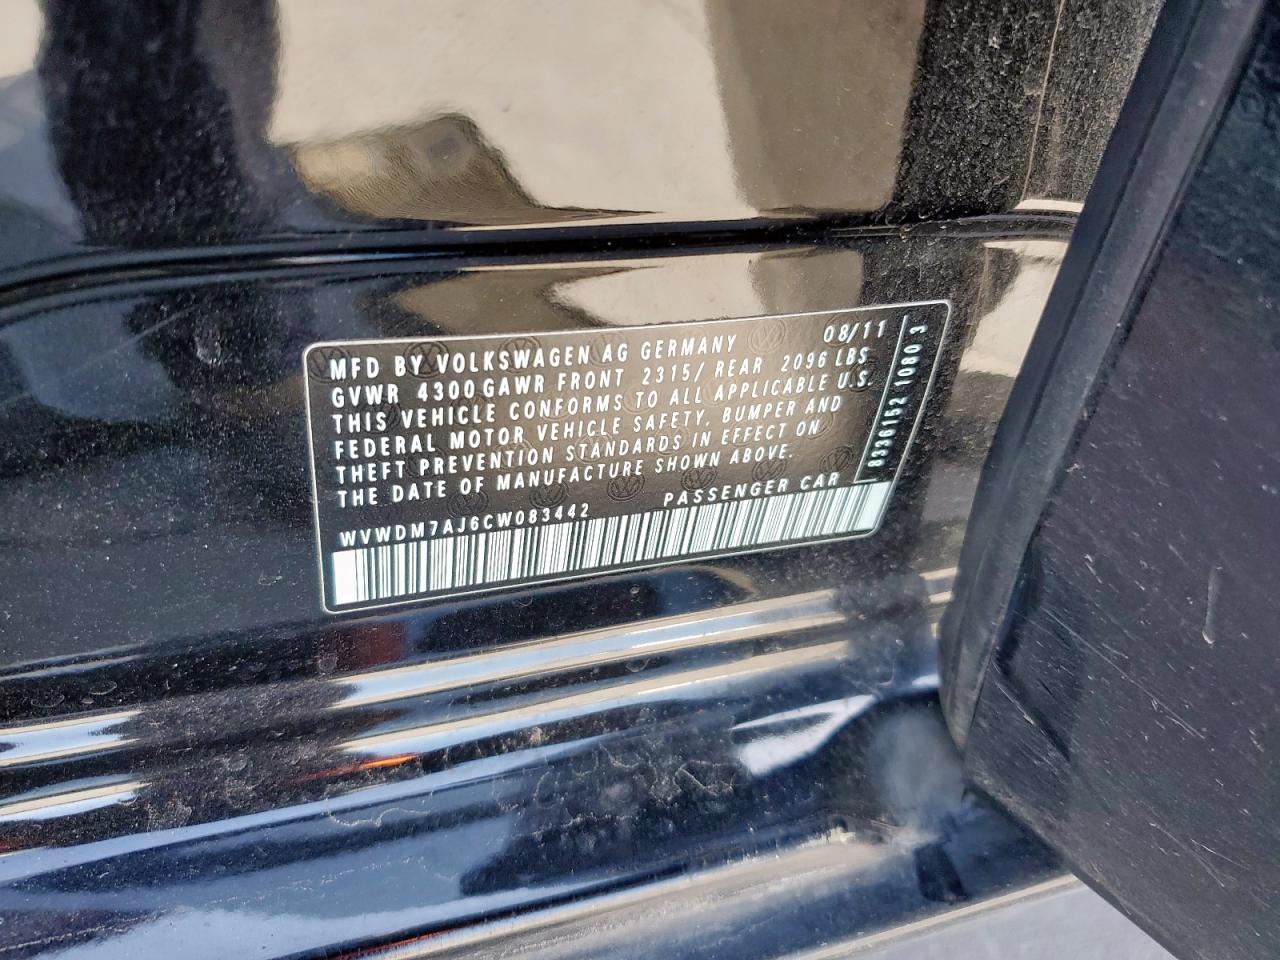 MFD BY VOLKSWAGEN AG GERMANY 08/11
GVWR 4300 GAWR FRONT 2315/ REAR 2096 LBS
THIS VEHICLE CONFORMS TO ALL APPLICABLE U.S.
FEDERAL MOTOR VEHICLE SAFETY, BUMPER AND
THEFT PREVENTION STANDARDS IN EFFECT ON
THE DATE OF MANUFACTURE SHOWN ABOVE.
WVWDM7AJ6CW083442 PASSENGER CAR
8336152 1080 3